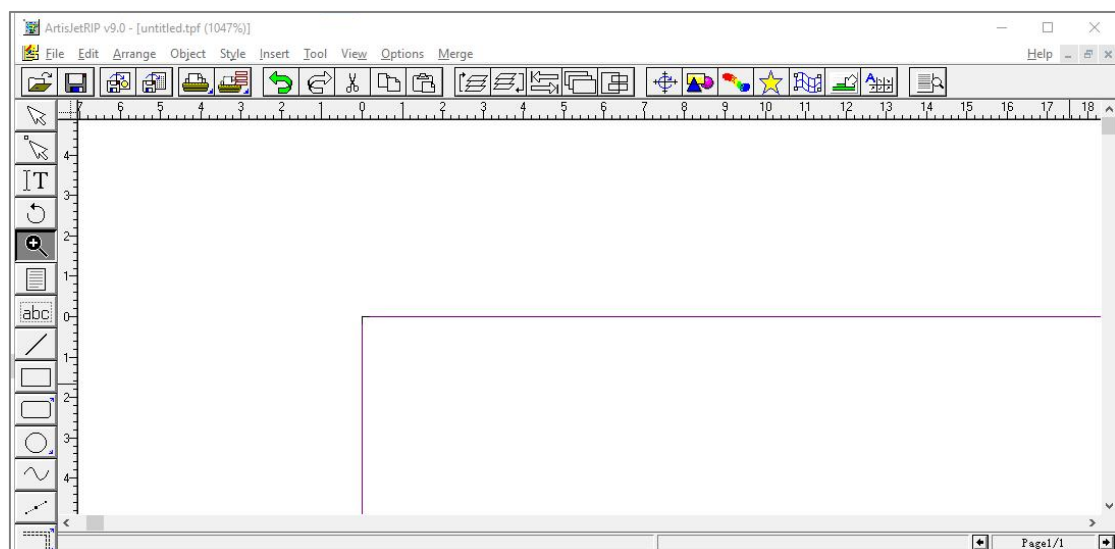 ArtisJetRIP v9.0 - [untitled.tpf (1047%)]
File Edit Arrange Object Style Insert Tool View Options Merge Help
7 6 5 4 3 2 1 0 1 2 3 4 5 6 7 8 9 10 11 12 13 14 15 16 17 18
4
IT
3
2
1
abc
0
1
2
3
4
Page1/1